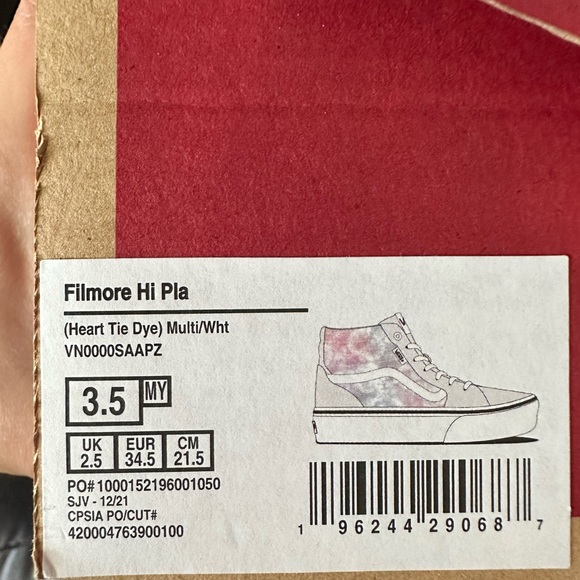 Filmore Hi Pla
(Heart Tie Dye) Multi/Wht
VN0000SAAPZ
3.5 MY
UK EUR CM
2.5 34.5 21.5
PO# 1000152196001050
SJV - 12/21
CPSIA PO/CUT#
420004763900100
1 96244 29068 7